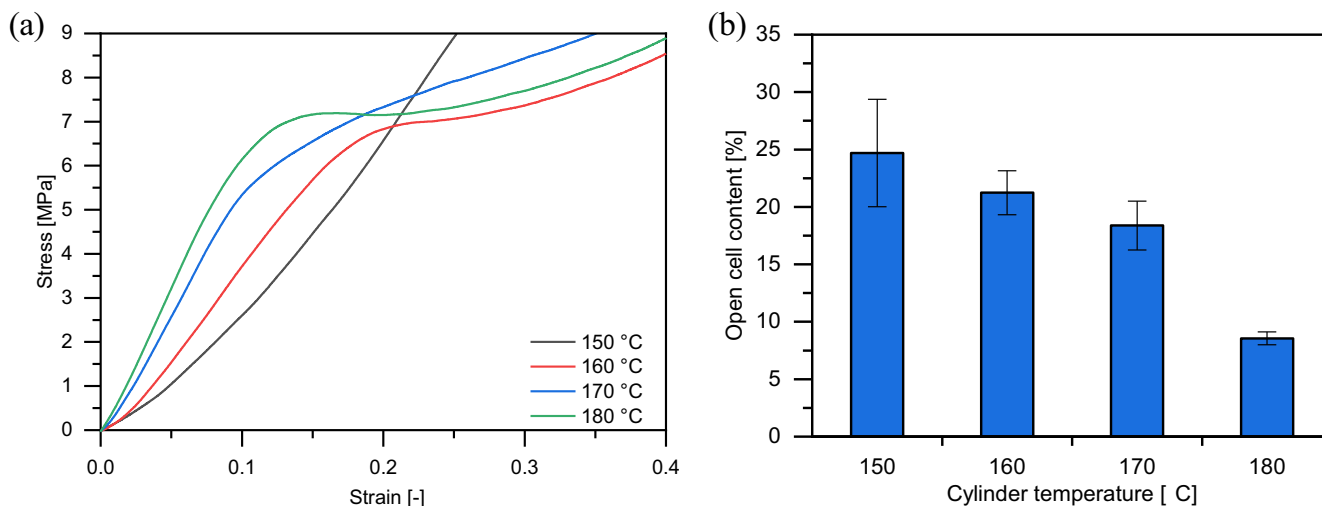 (a)
9
8
7
6
5
4
3
2
1
0
Stress [MPa]
150 °C
160 °C
170 °C
180 °C
0.0 0.1 0.2 0.3 0.4
Strain [-]
(b)
35
30
25
20
15
10
5
0
Open cell content [%]
150 160 170 180
Cylinder temperature [ C]